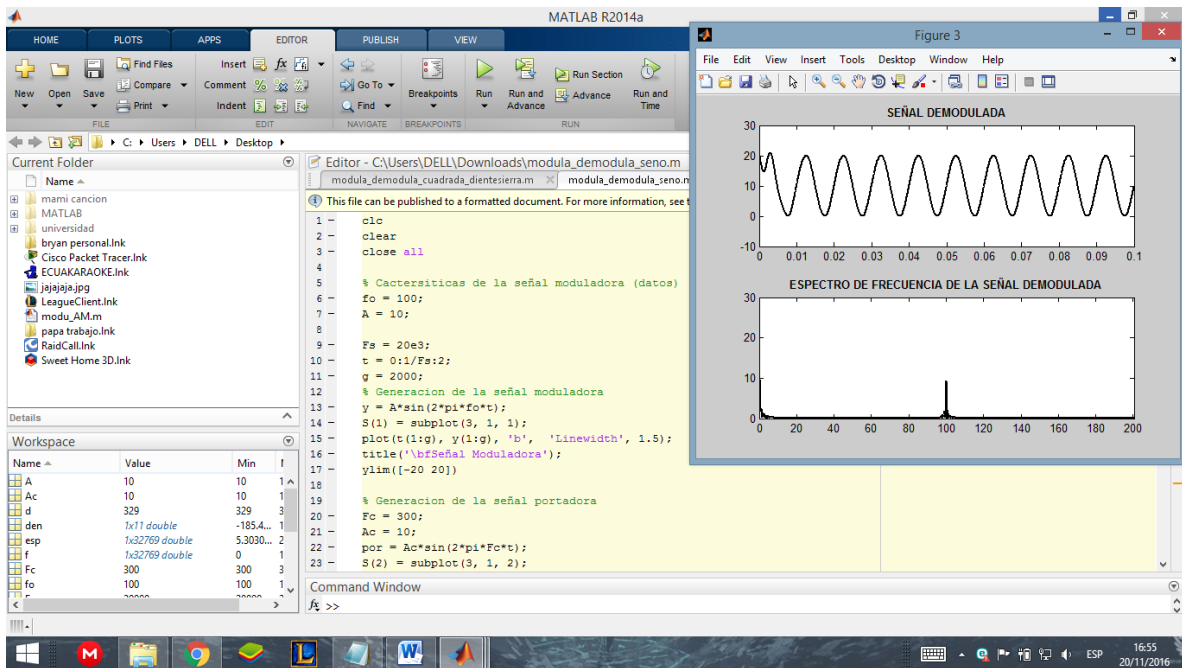 MATLAB R2014a
HOME PLOTS APPS EDITOR PUBLISH VIEW
New Open Save Find Files Compare Print
Insert fx Comment % Indent
Go To Find
Breakpoints
Run Run and Advance Run Section Advance Run and Time
FILE EDIT NAVIGATE BREAKPOINTS RUN
C: Users DELL Desktop
Current Folder
Name
mami cancion
MATLAB
universidad
bryan personal.lnk
Cisco Packet Tracer.lnk
ECUAKARAOKE.lnk
jajajaja.jpg
LeagueClient.lnk
modu_AM.m
papa trabajo.lnk
RaidCall.lnk
Sweet Home 3D.lnk
Details
Workspace
Name Value Min
A 10 10
Ac 10 10
d 329 329
den 1x11 double -185.4...
esp 1x32769 double 5.3030...
f 1x32769 double 0
Fc 300 300
fo 100 100
Editor - C:\Users\DELL\Downloads\modula_demodula_seno.m
modula_demodula_cuadrada_dientesierra.m modula_demodula_seno.m
This file can be published to a formatted document. For more information, see t
1 clc
2 clear
3 close all
4
5 % Cactersiticas de la señal moduladora (datos)
6 fo = 100;
7 A = 10;
8
9 Fs = 20e3;
10 t = 0:1/Fs:2;
11 g = 2000;
12 % Generacion de la señal moduladora
13 y = A*sin(2*pi*fo*t);
14 S(1) = subplot(3, 1, 1);
15 plot(t(1:g), y(1:g), 'b', 'Linewidth', 1.5);
16 title('\bfSeñal Moduladora');
17 ylim([-20 20])
18
19 % Generacion de la señal portadora
20 Fc = 300;
21 Ac = 10;
22 por = Ac*sin(2*pi*Fc*t);
23 S(2) = subplot(3, 1, 2);
Command Window
fx >>
Figure 3
File Edit View Insert Tools Desktop Window Help
SEÑAL DEMODULADA
30
20
10
0
-10
0 0.01 0.02 0.03 0.04 0.05 0.06 0.07 0.08 0.09 0.1
ESPECTRO DE FRECUENCIA DE LA SEÑAL DEMODULADA
30
20
10
0
0 20 40 60 80 100 120 140 160 180 200
ESP
16:55
20/11/2016